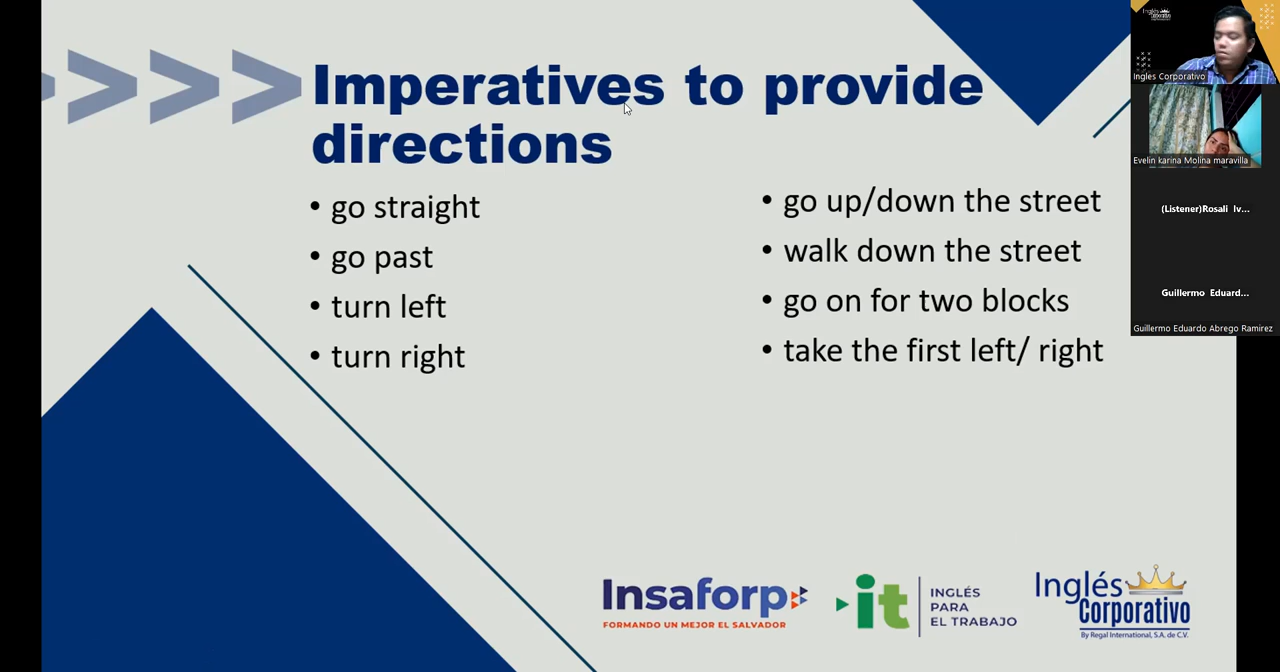 Imperatives to provide
directions
• go straight
• go past
• turn left
• turn right
• go up/down the street
• walk down the street
• go on for two blocks
• take the first left/ right
Insaforp
FORMANDO UN MEJOR EL SALVADOR
it
INGLÉS
PARA
EL TRABAJO
Inglés
Corporativo
By Regal International, S.A. de C.V.
Inglés
Corporativo
Ingles Corporativo
Evelin karina Molina maravilla
(Listener)Rosali Iv...
Guillermo Eduard...
Guillermo Eduardo Abrego Ramirez